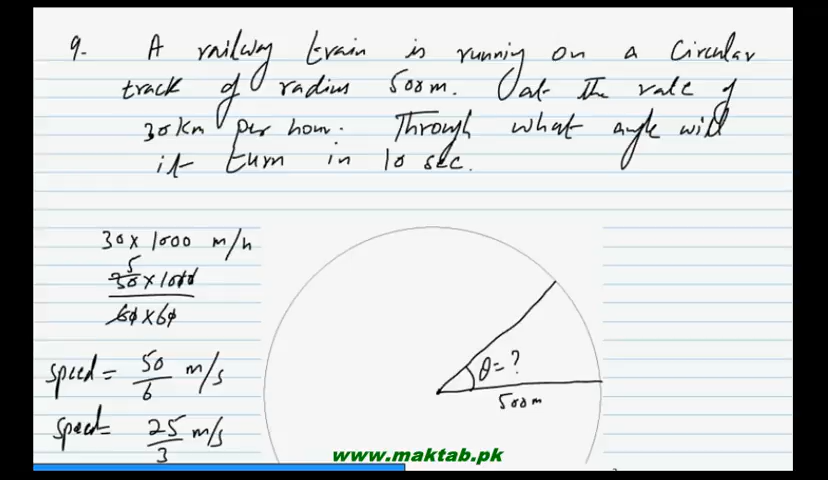 9. A railway train is running on a circular
track of radius 500m. at the rate of
30km per hour. Through what angle will
it turn in 10 sec.
30 x 1000 m/h
5
30 x 1000
60 x 60
speed = 50/6 m/s
speed = 25/3 m/s
θ = ?
500m
www.maktab.pk